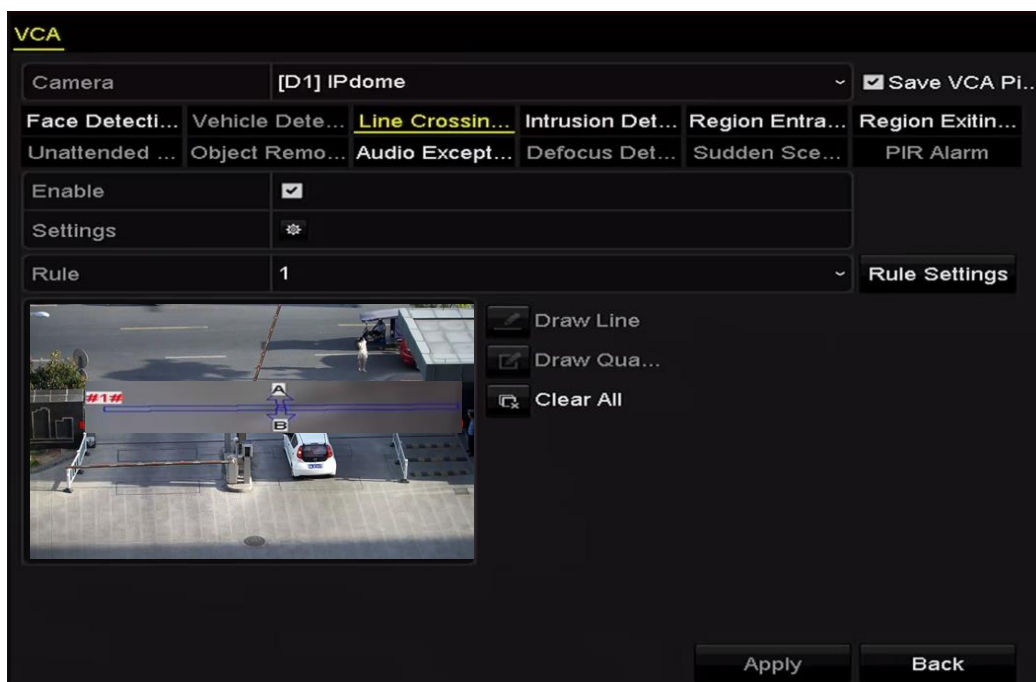 VCA
Camera [D1] IPdome Save VCA Pi...
Face Detecti... Vehicle Dete... Line Crossin... Intrusion Det... Region Entra... Region Exitin...
Unattended ... Object Remo... Audio Except... Defocus Det... Sudden Sce... PIR Alarm
Enable
Settings
Rule 1 Rule Settings
Draw Line
Draw Qua...
Clear All
#1#
A
B
Apply Back